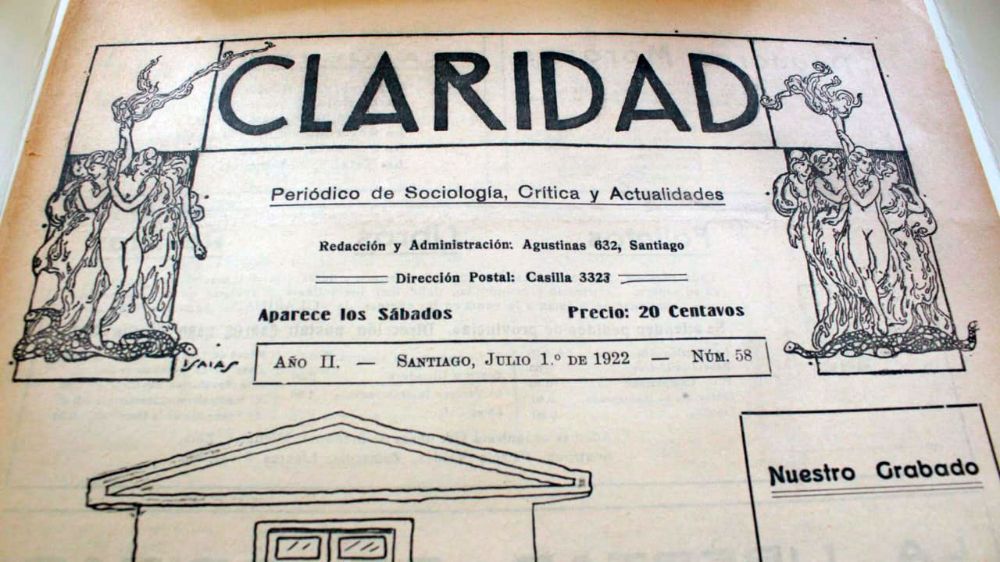 CLARIDAD
Periódico de Sociología, Crítica y Actualidades
Redacción y Administración: Agustinas 632, Santiago
Dirección Postal: Casilla 3323
Aparece los Sábados Precio: 20 Centavos
AÑO II. — SANTIAGO, JULIO 1.º DE 1922 — NÚM. 58
ISAIAS
Nuestro Grabado